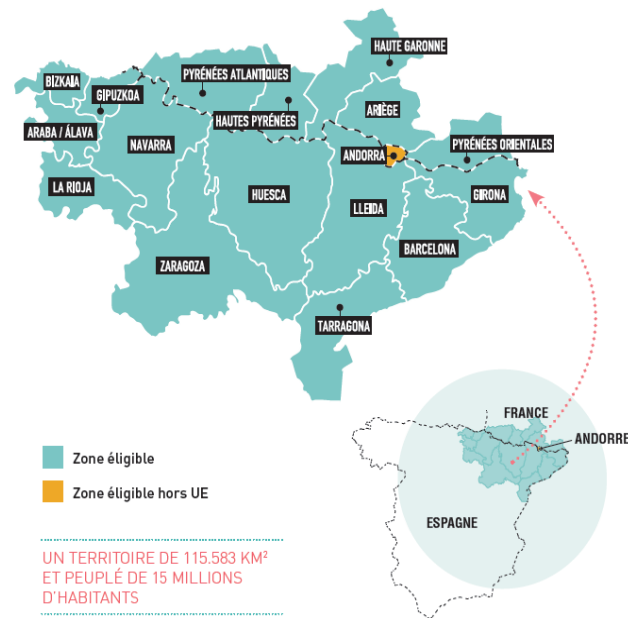 HAUTE GARONNE
BIZKAIA
PYRÉNÉES ATLANTIQUES
GIPUZKOA
ARIÈGE
HAUTES PYRÉNÉES
ARABA / ÁLAVA
NAVARRA
PYRÉNÉES ORIENTALES
ANDORRA
LA RIOJA
HUESCA
GIRONA
LLEIDA
BARCELONA
ZARAGOZA
TARRAGONA
FRANCE
ANDORRE
ESPAGNE
Zone éligible
Zone éligible hors UE
UN TERRITOIRE DE 115.583 KM²
ET PEUPLÉ DE 15 MILLIONS
D'HABITANTS